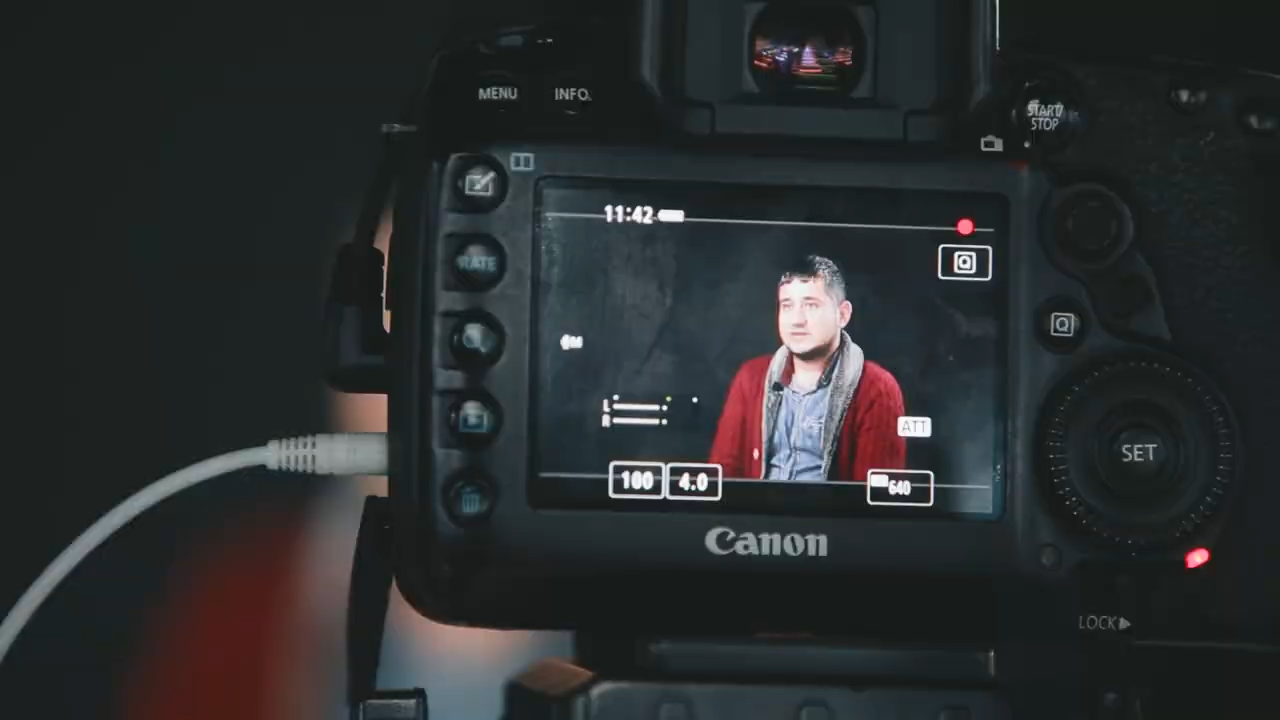 MENU INFO.
START/
STOP
RATE
11:42
Q
Q
L
R
ATT
SET
100 4.0 640
Canon
LOCK